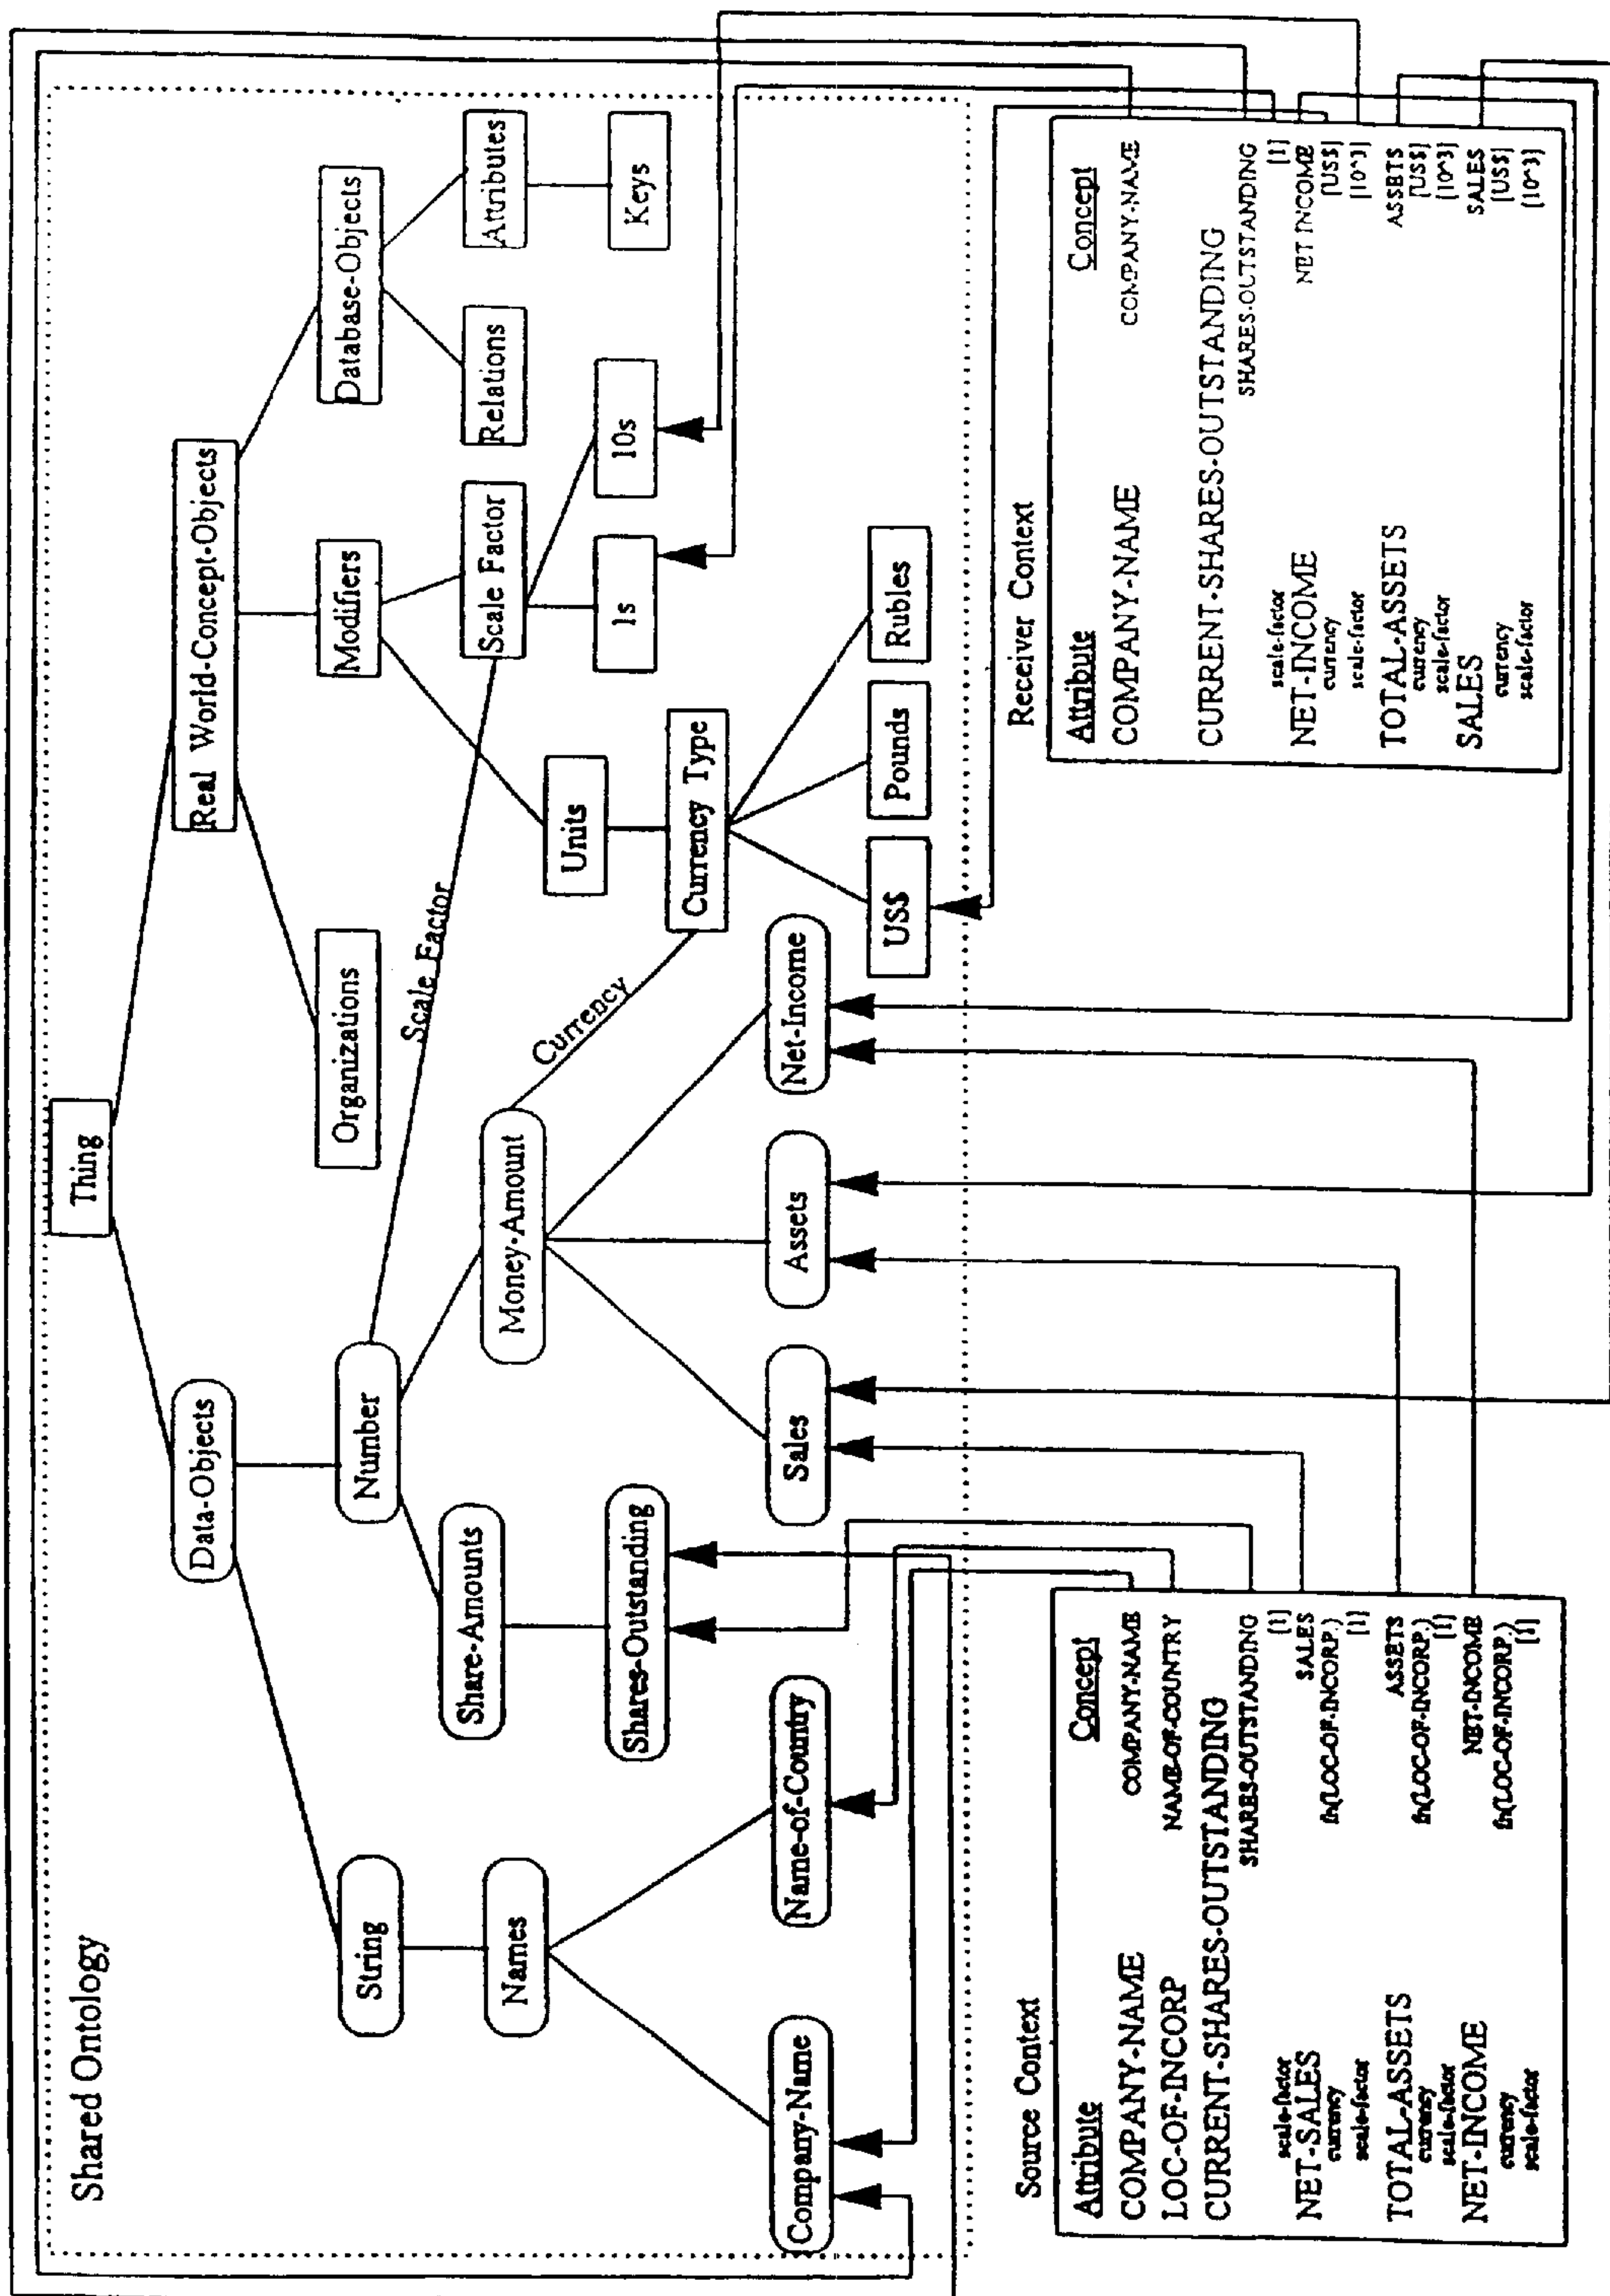 Shared Ontology
Thing
Data-Objects
Real World-Concept-Objects
String
Number
Organizations
Modifiers
Database-Objects
Scale Factor
Names
Share-Amounts
Money-Amount
Currency
Units
Scale Factor
Relations
Attributes
Shares-Outstanding
Currency Type
1s
10s
Keys
Company-Name
Name-of-Country
Sales
Assets
Net-Income
US$
Pounds
Rubles
Source Context
Attribute Concept
COMPANY-NAME COMPANY-NAME
LOC-OF-INCORP NAME-OF-COUNTRY
CURRENT-SHARES-OUTSTANDING
SHARES-OUTSTANDING
scale-factor [1]
NET-SALES SALES
currency fn(LOC-OF-INCORP.)
scale-factor [1]
TOTAL-ASSETS ASSETS
currency fn(LOC-OF-INCORP.)
scale-factor [1]
NET-INCOME NET-INCOME
currency fn(LOC-OF-INCORP.)
scale-factor [1]
Receiver Context
Attribute Concept
COMPANY-NAME COMPANY-NAME
CURRENT-SHARES-OUTSTANDING
SHARES-OUTSTANDING
scale-factor [1]
NET-INCOME NET INCOME
currency [US$]
scale-factor [10^3]
TOTAL-ASSETS ASSETS
currency [US$]
scale-factor [10^3]
SALES SALES
currency [US$]
scale-factor [10^3]